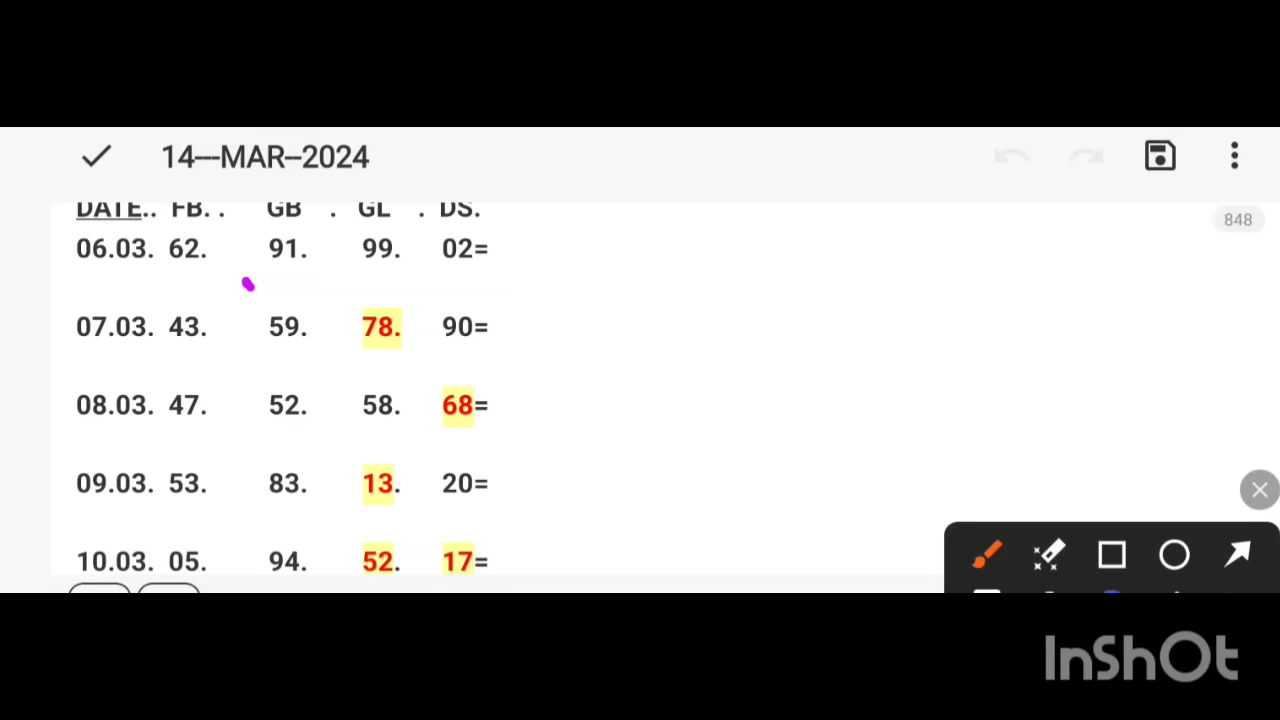 14---MAR--2024
DATE.. FB. . GB . GL . DS.
848
06.03. 62. 91. 99. 02=
07.03. 43. 59. 78. 90=
08.03. 47. 52. 58. 68=
09.03. 53. 83. 13. 20=
10.03. 05. 94. 52. 17=
InShOt